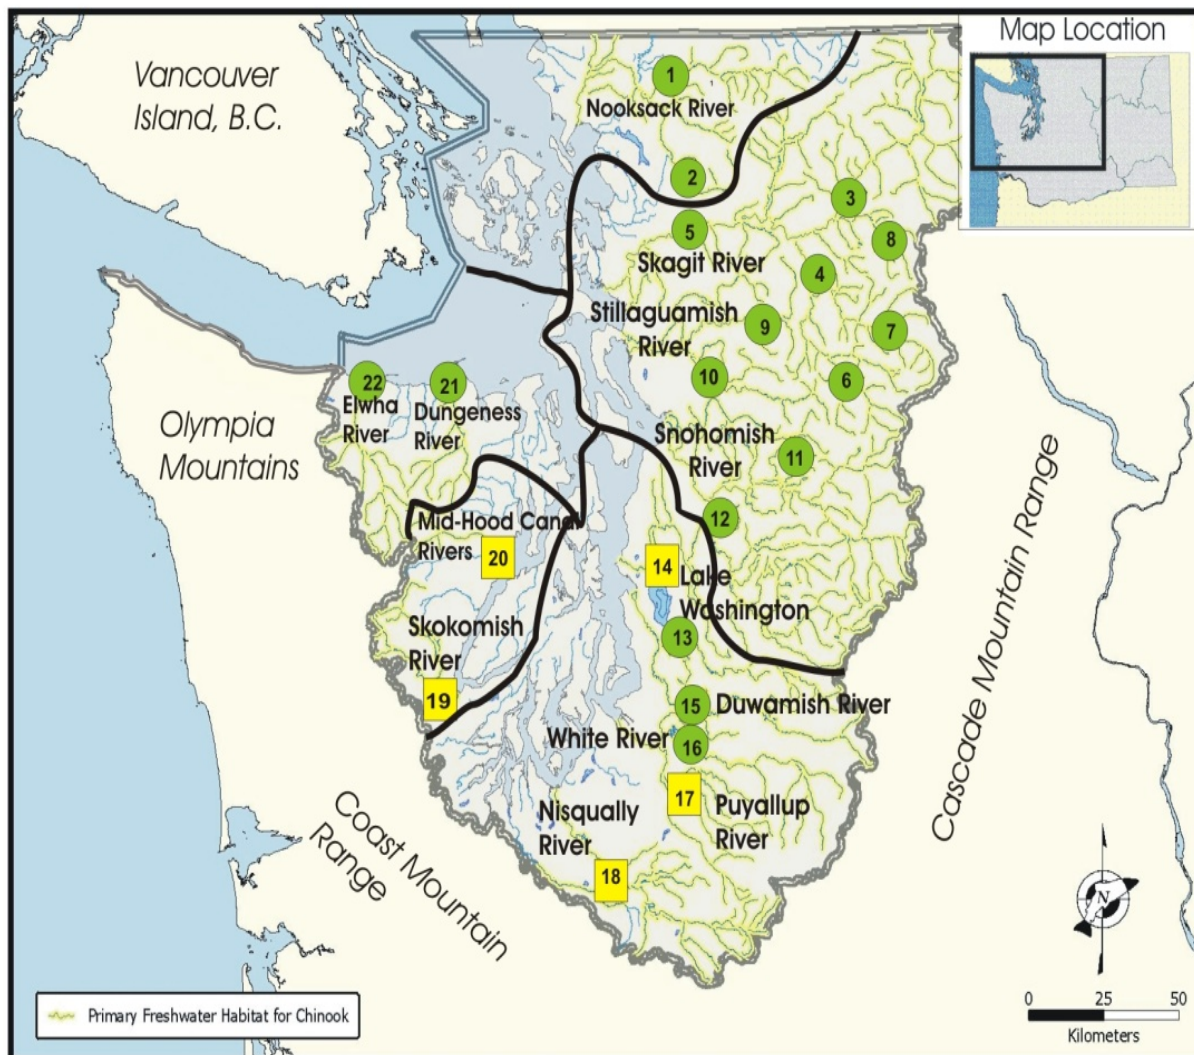 Map Location
Vancouver
Island, B.C.
1
Nooksack River
2
3
5
8
Skagit River
4
Stillaguamish
River
9
7
10
6
22
21
Elwha
River
Dungeness
River
Olympia
Mountains
Snohomish
River
11
12
Mid-Hood Canal
Rivers
20
14
Lake
Washington
13
Skokomish
River
19
15
Duwamish River
White River
16
17
Puyallup
River
Nisqually
River
18
Coast Mountain
Range
Cascade Mountain Range
N
Primary Freshwater Habitat for Chinook
0 25 50
Kilometers